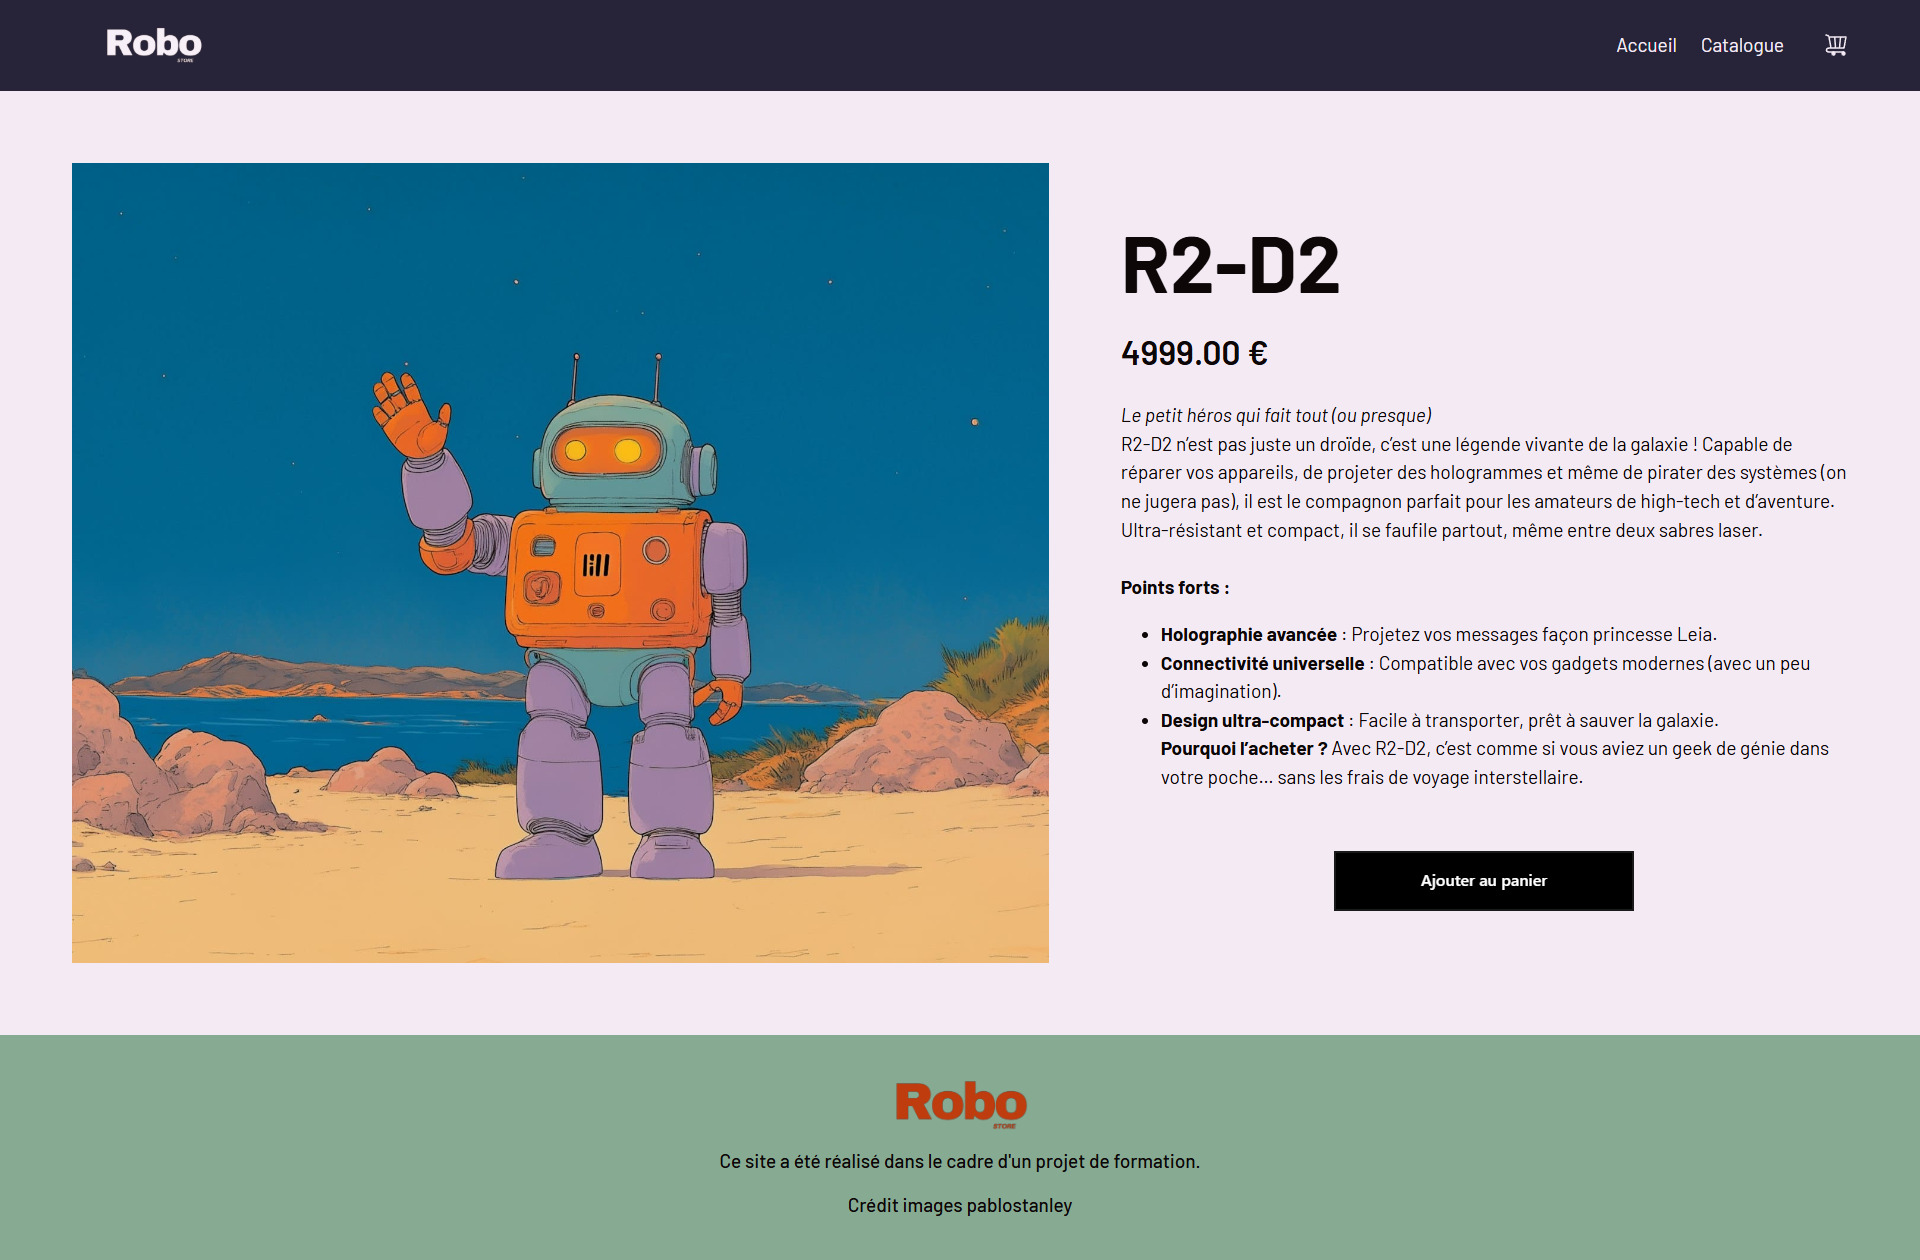 Robo
STORE
Accueil Catalogue
R2-D2
4999.00 €
Le petit héros qui fait tout (ou presque)
R2-D2 n’est pas juste un droïde, c’est une légende vivante de la galaxie ! Capable de
réparer vos appareils, de projeter des hologrammes et même de pirater des systèmes (on
ne jugera pas), il est le compagnon parfait pour les amateurs de high-tech et d’aventure.
Ultra-résistant et compact, il se faufile partout, même entre deux sabres laser.
Points forts :
• Holographie avancée : Projetez vos messages façon princesse Leia.
• Connectivité universelle : Compatible avec vos gadgets modernes (avec un peu
d’imagination).
• Design ultra-compact : Facile à transporter, prêt à sauver la galaxie.
Pourquoi l’acheter ? Avec R2-D2, c’est comme si vous aviez un geek de génie dans
votre poche… sans les frais de voyage interstellaire.
Ajouter au panier
Robo
STORE
Ce site a été réalisé dans le cadre d'un projet de formation.
Crédit images pablostanley